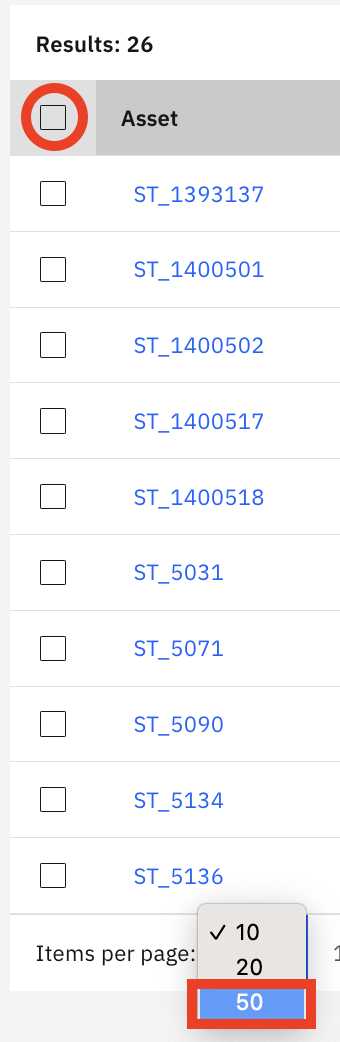 Results: 26
Asset
ST_1393137
ST_1400501
ST_1400502
ST_1400517
ST_1400518
ST_5031
ST_5071
ST_5090
ST_5134
ST_5136
Items per page:
✓ 10
20
50